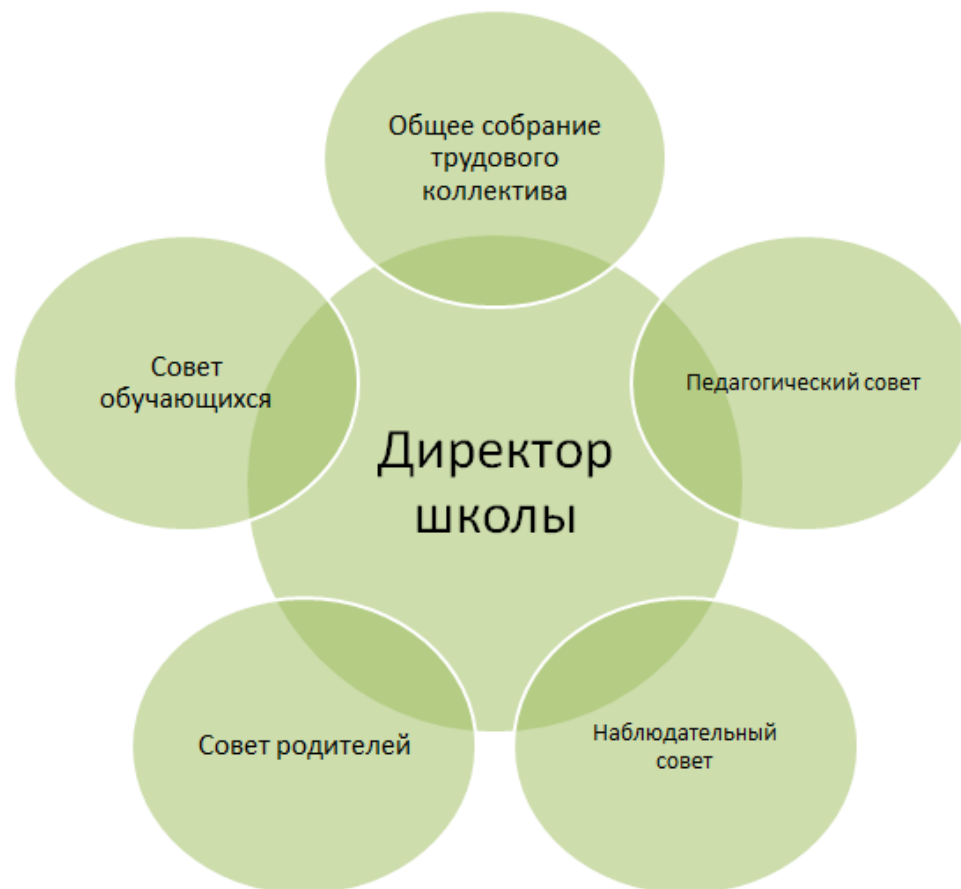 Общее собрание
трудового
коллектива
Совет
обучающихся
Педагогический совет
Директор
школы
Совет родителей
Наблюдательный
совет